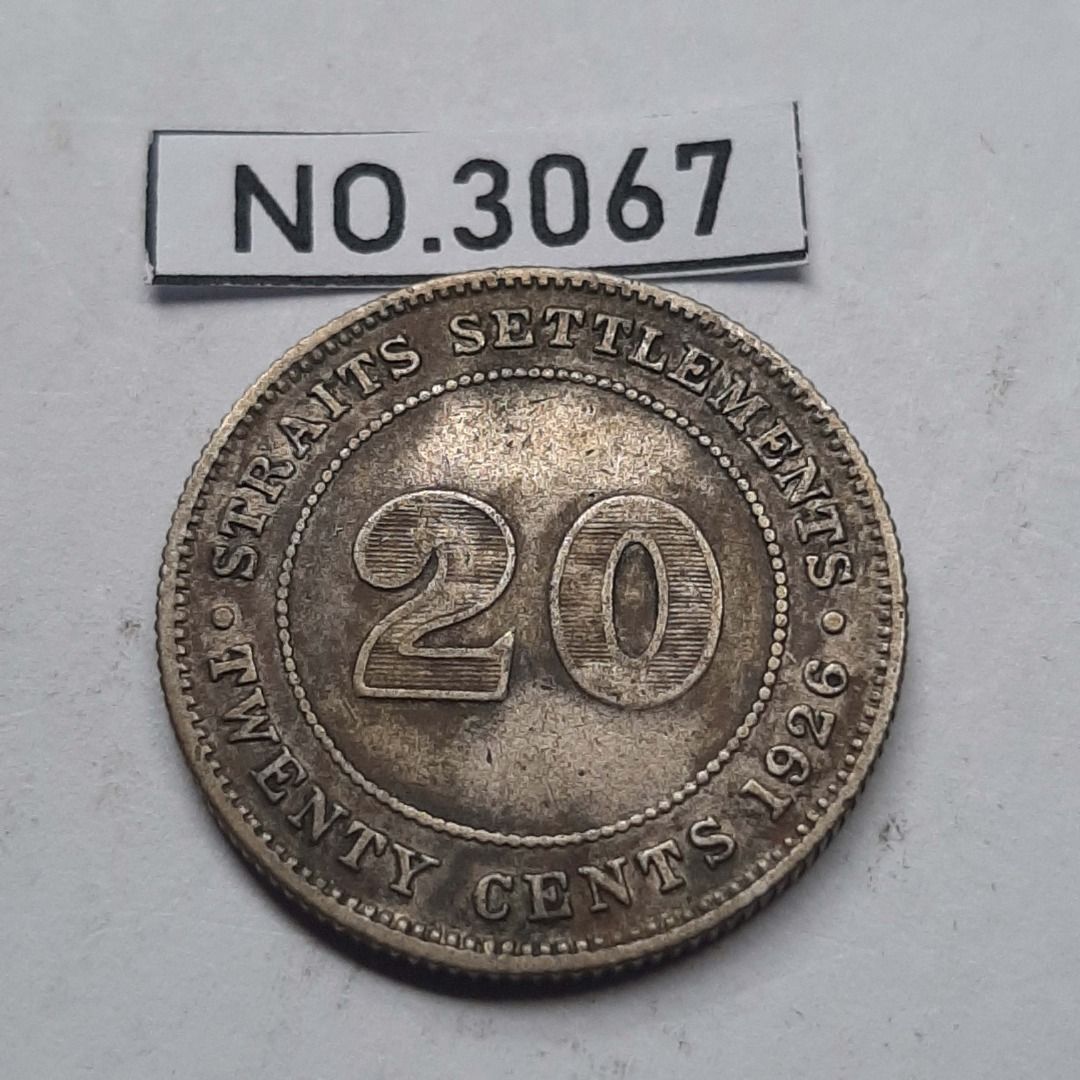 NO.3067
STRAITS SETTLEMENTS
20
TWENTY CENTS 1926